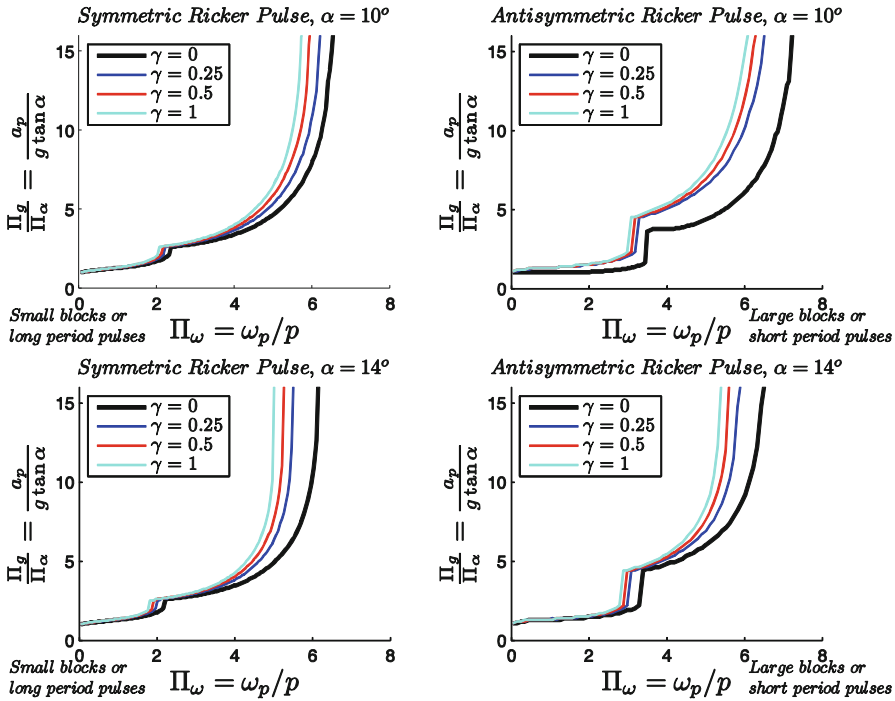 Symmetric Ricker Pulse, α = 10º
15
10
5
0
γ = 0
γ = 0.25
γ = 0.5
γ = 1
Π_g / Π_α = a_p / g tan α
0 2 4 6 8
Small blocks or
long period pulses
Π_ω = ω_p/p
Antisymmetric Ricker Pulse, α = 10º
15
10
5
0
γ = 0
γ = 0.25
γ = 0.5
γ = 1
Π_g / Π_α = a_p / g tan α
0 2 4 6 8
Π_ω = ω_p/p
Large blocks or
short period pulses
Symmetric Ricker Pulse, α = 14º
15
10
5
0
γ = 0
γ = 0.25
γ = 0.5
γ = 1
Π_g / Π_α = a_p / g tan α
0 2 4 6 8
Small blocks or
long period pulses
Π_ω = ω_p/p
Antisymmetric Ricker Pulse, α = 14º
15
10
5
0
γ = 0
γ = 0.25
γ = 0.5
γ = 1
Π_g / Π_α = a_p / g tan α
0 2 4 6 8
Π_ω = ω_p/p
Large blocks or
short period pulses